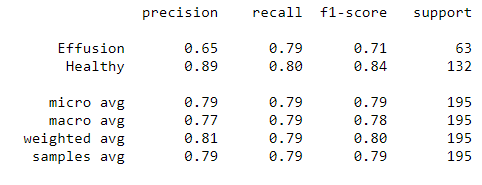 precision recall f1-score support
Effusion 0.65 0.79 0.71 63
Healthy 0.89 0.80 0.84 132
micro avg 0.79 0.79 0.79 195
macro avg 0.77 0.79 0.78 195
weighted avg 0.81 0.79 0.80 195
samples avg 0.79 0.79 0.79 195